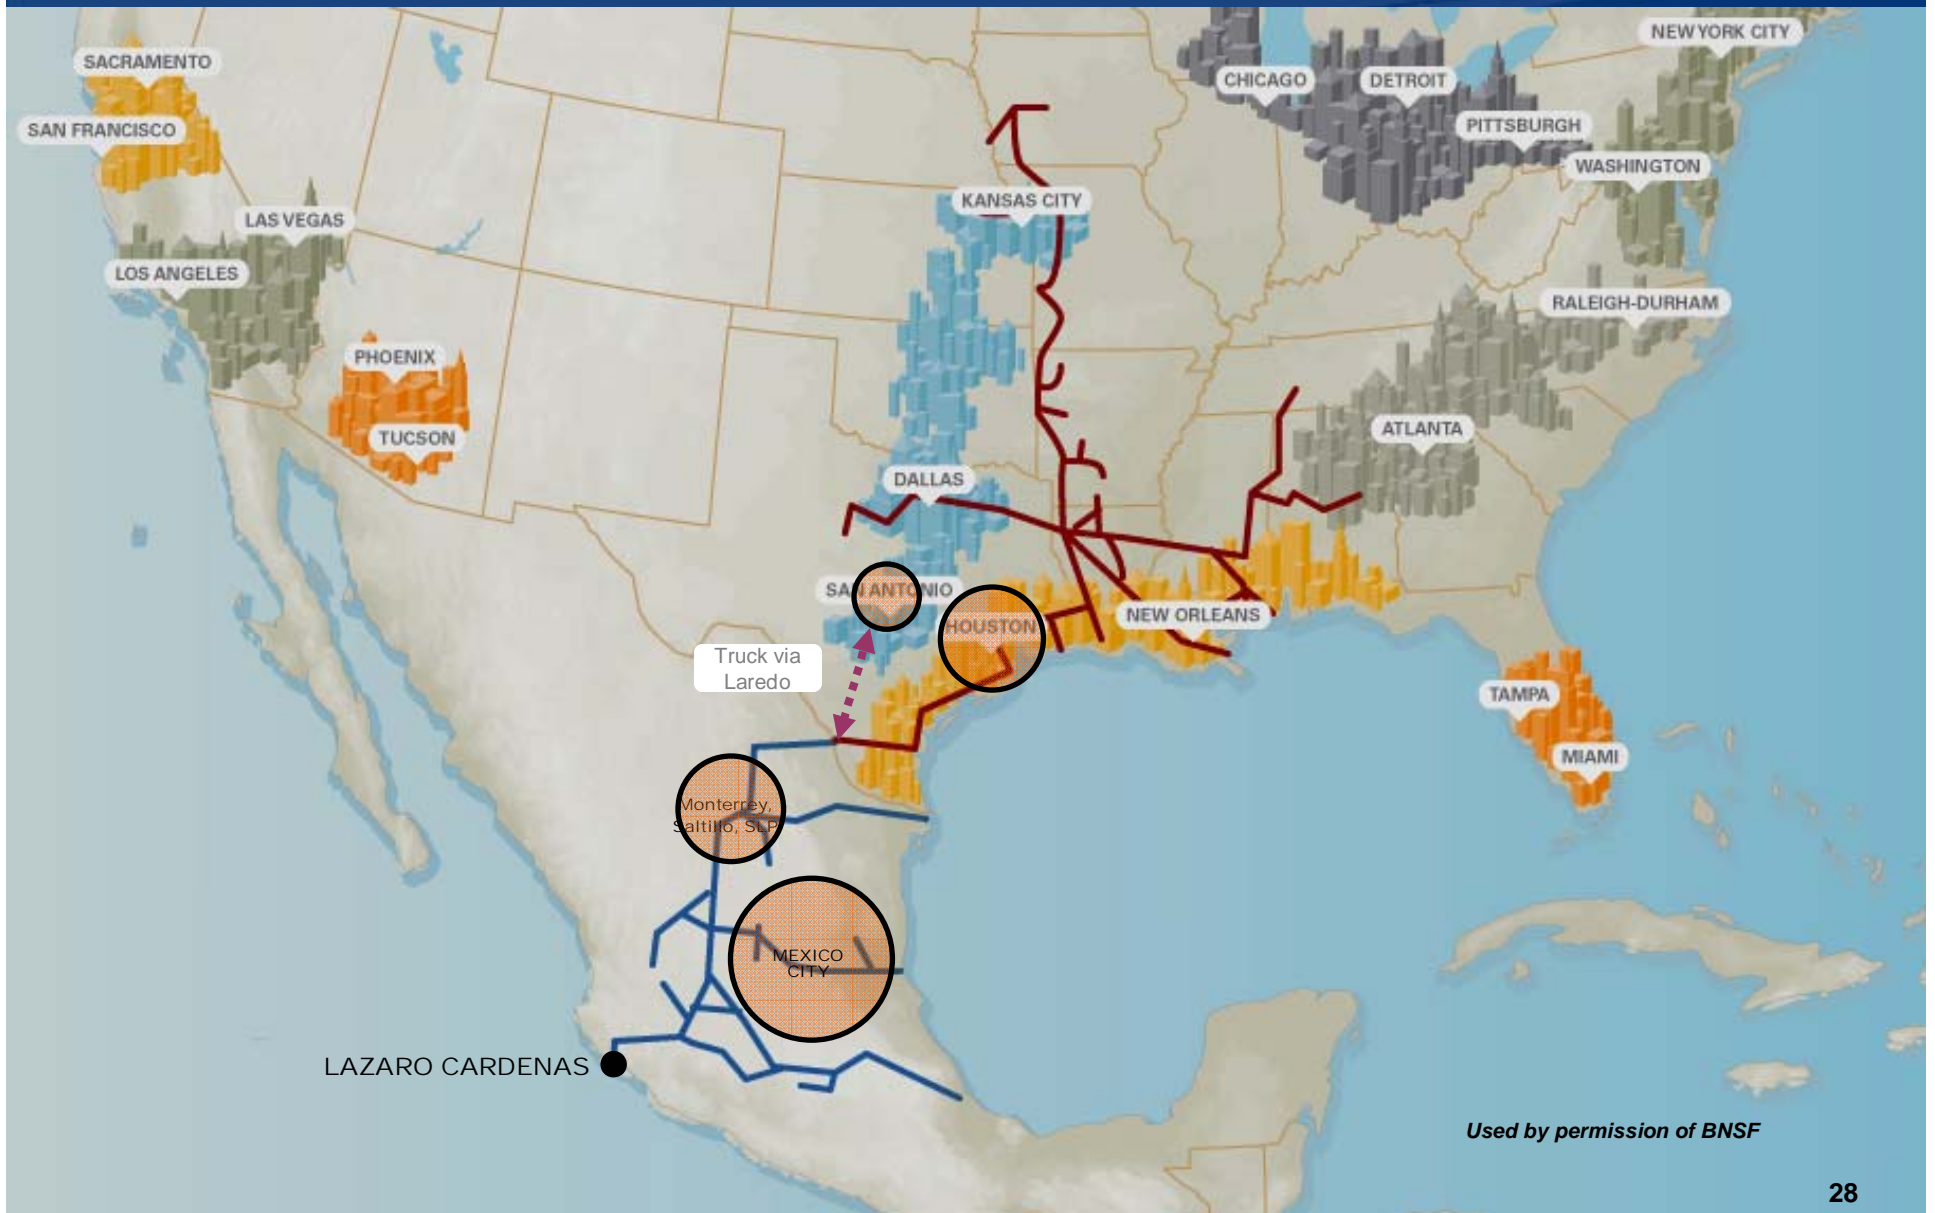 NEW YORK CITY
SACRAMENTO
CHICAGO
DETROIT
SAN FRANCISCO
PITTSBURGH
WASHINGTON
KANSAS CITY
LAS VEGAS
LOS ANGELES
RALEIGH-DURHAM
PHOENIX
TUCSON
ATLANTA
DALLAS
SAN ANTONIO
HOUSTON
NEW ORLEANS
Truck via
Laredo
TAMPA
MIAMI
Monterrey,
Saltillo, SLP
MEXICO
CITY
LAZARO CARDENAS
Used by permission of BNSF
28